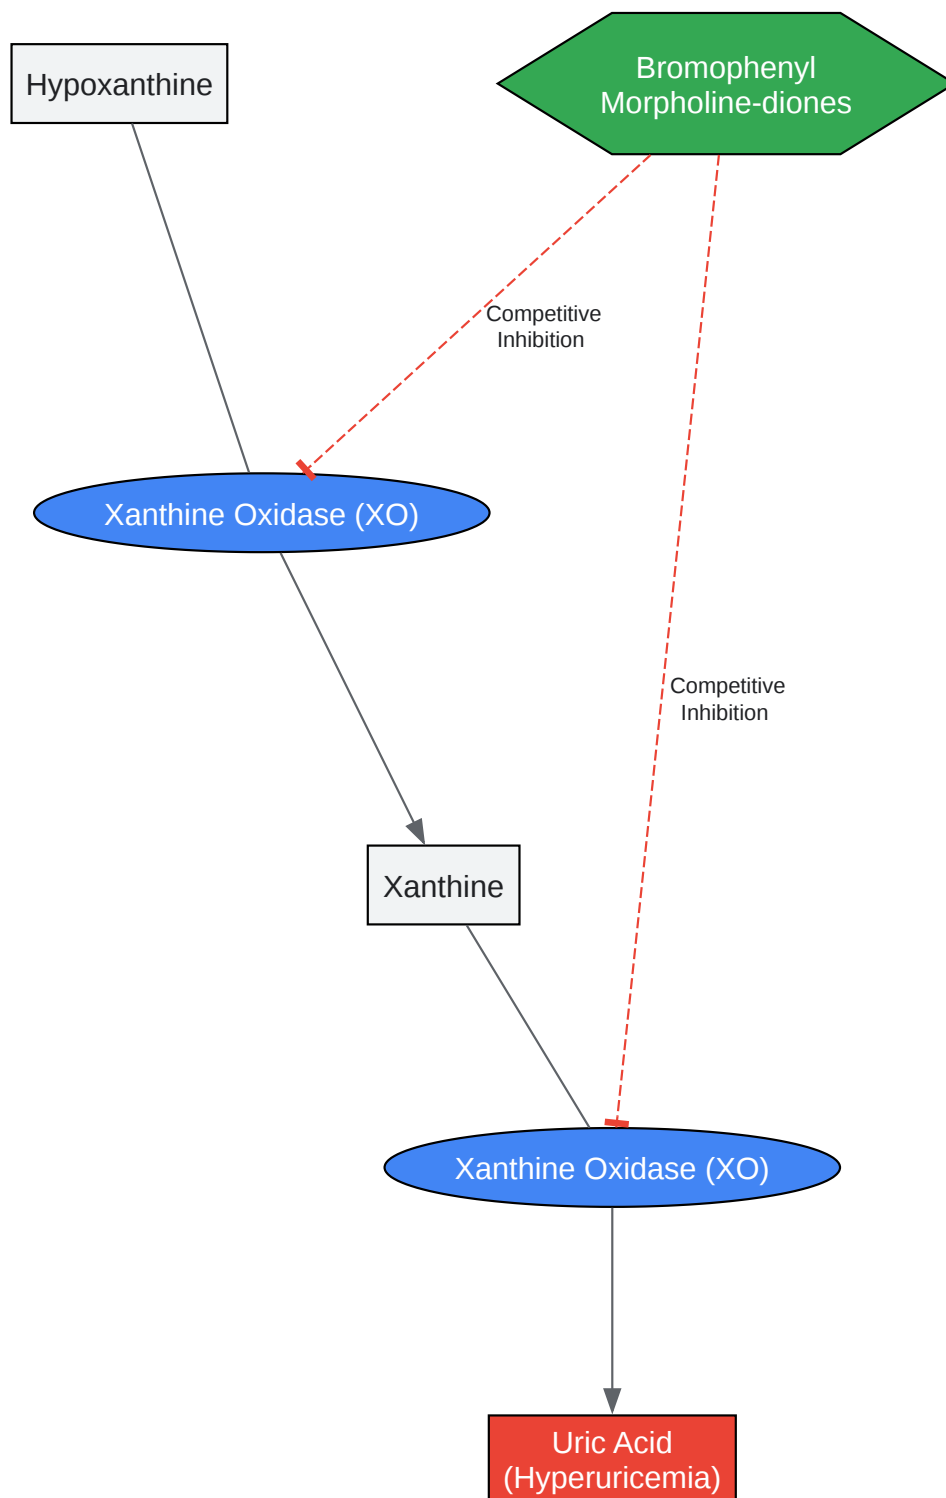 Hypoxanthine
Bromophenyl
Morpholine-diones
Competitive
Inhibition
Xanthine Oxidase (XO)
Competitive
Inhibition
Xanthine
Xanthine Oxidase (XO)
Uric Acid
(Hyperuricemia)